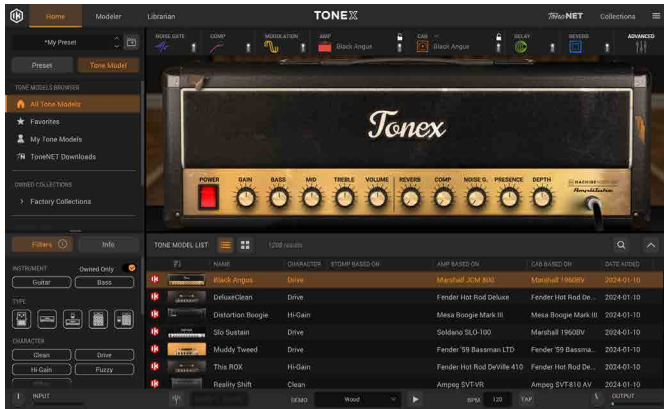 Home
Modeler
Librarian
TONEX
ToneNET
Collections
*My Preset
Preset
Tone Model
TONE MODELS BROWSER
All Tone Models
Favorites
My Tone Models
ToneNET Downloads
OWNED COLLECTIONS
Factory Collections
NOISE GATE
COMP
MODULATION
AMP
Black Angus
CAB
Black Angus
DELAY
REVERB
ADVANCED
Tonex
POWER GAIN BASS MID TREBLE VOLUME REVERB COMP NOISE G. PRESENCE DEPTH
Amplitube
Filters
Info
INSTRUMENT
Owned Only
Guitar
Bass
TYPE
CHARACTER
Clean
Drive
Hi-Gain
Fuzzy
TONE MODEL LIST
1200 results
NAME CHARACTER STOMP BASED ON AMP BASED ON CAB BASED ON DATE ADDED
Black Angus Drive Marshall JCM 800 Marshall 1960BV 2024-01-10
DeluxeClean Drive Fender Hot Rod Deluxe Fender Hot Rod De... 2024-01-10
Distortion Boogie Hi-Gain Mesa Boogie Mark III Mesa Boogie Mark III 2024-01-10
Slo Sustain Drive Soldano SLO-100 Marshall 1960BV 2024-01-10
Muddy Tweed Drive Fender '59 Bassman LTD Fender '59 Bassma... 2024-01-10
This ROX Hi-Gain Fender Hot Rod DeVille 410 Fender Hot Rod De... 2024-01-10
Reality Shift Clean Ampeg SVT-VR Ampeg SVT-810 AV 2024-01-10
INPUT
DEMO
Wood
BPM
120
TAP
OUTPUT